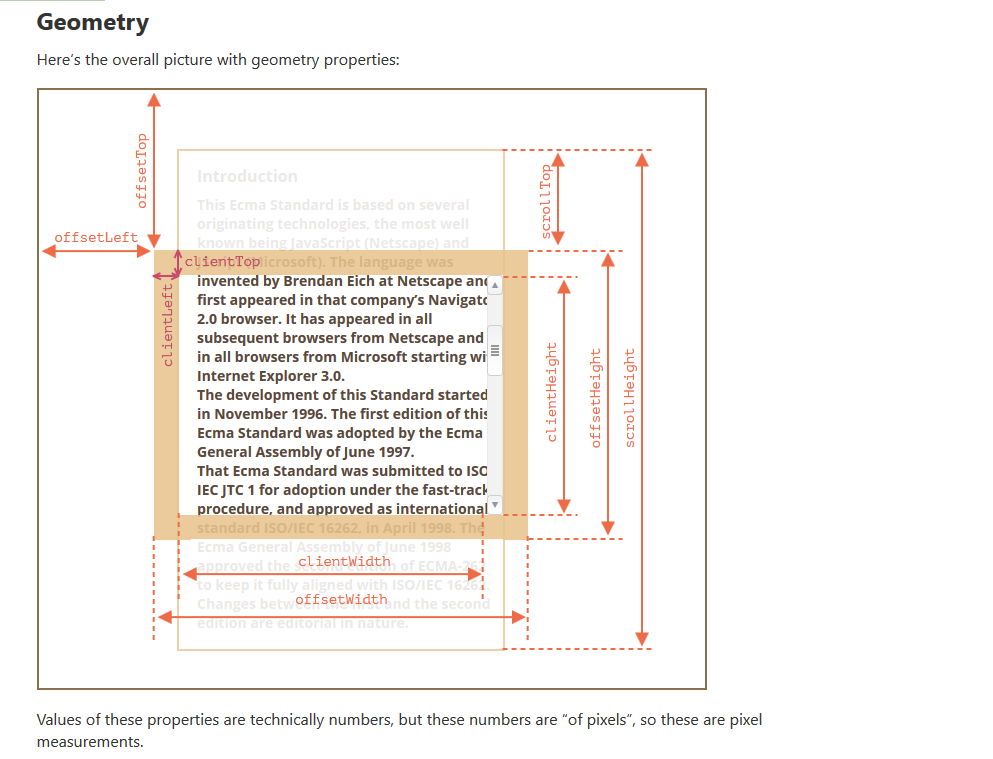 Geometry
Here's the overall picture with geometry properties:
offsetTop
offsetLeft
Introduction
This Ecma Standard is based on several
originating technologies, the most well
known being JavaScript (Netscape) and
(Microsoft). The language was
clientTop
clientLeft
invented by Brendan Eich at Netscape and
first appeared in that company's Navigato
2.0 browser. It has appeared in all
subsequent browsers from Netscape and
in all browsers from Microsoft starting wi
Internet Explorer 3.0.
The development of this Standard started
in November 1996. The first edition of this
Ecma Standard was adopted by the Ecma
General Assembly of June 1997.
That Ecma Standard was submitted to ISO
IEC JTC 1 for adoption under the fast-track
procedure, and approved as international
standard ISO/IEC 16262, in April 1998. The
Ecma General Assembly of June 1998
approved the second edition of ECMA-262
to keep it fully aligned with ISO/IEC 16262.
Changes between the first and the second
edition are editorial in nature.
clientWidth
offsetWidth
scrollTop
clientHeight
offsetHeight
scrollHeight
Values of these properties are technically numbers, but these numbers are “of pixels”, so these are pixel
measurements.